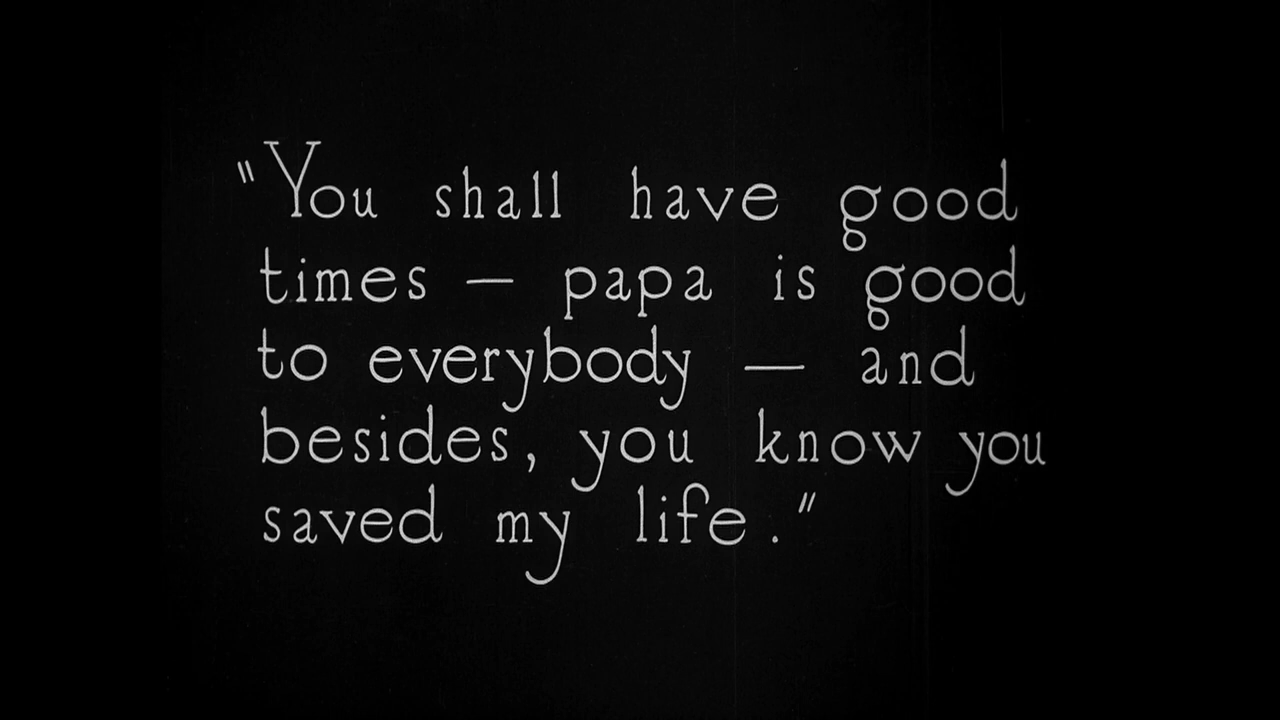 "You shall have good
times — papa is good
to everybody — and
besides, you know you
saved my life."